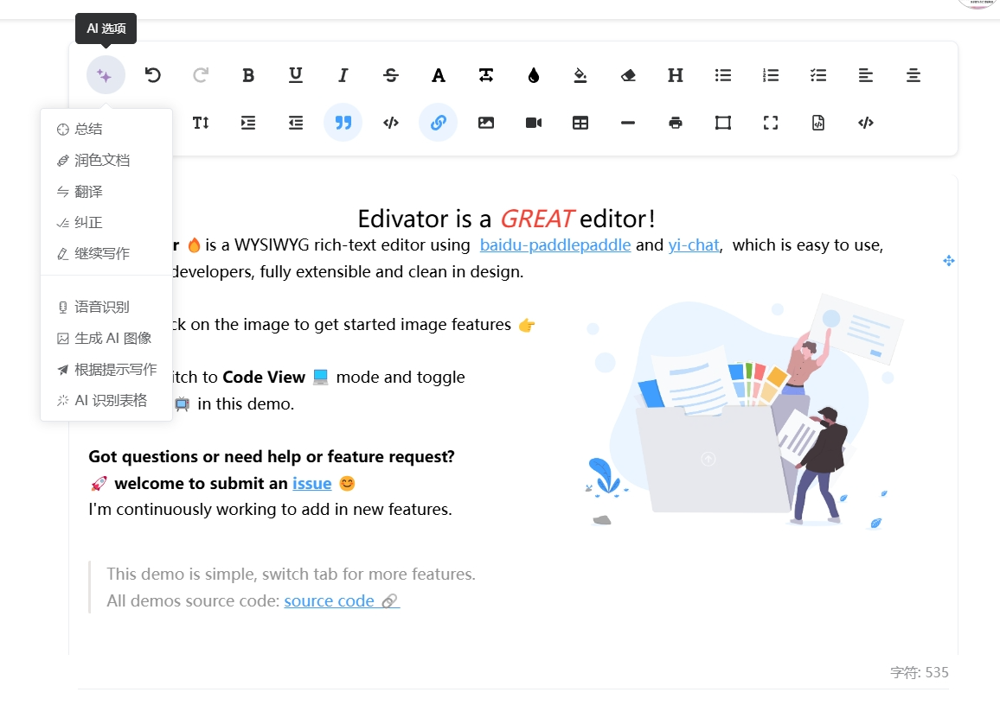 AI 选项
总结
润色文档
翻译
纠正
继续写作
语音识别
生成 AI 图像
根据提示写作
AI 识别表格
Edivator is a GREAT editor!
r 🔥 is a WYSIWYG rich-text editor using baidu-paddlepaddle and yi-chat, which is easy to use,
developers, fully extensible and clean in design.
ck on the image to get started image features 👉
itch to Code View 💻 mode and toggle
📺 in this demo.
Got questions or need help or feature request?
🚀 welcome to submit an issue 😊
I'm continuously working to add in new features.
This demo is simple, switch tab for more features.
All demos source code: source code 🔗
字符: 535